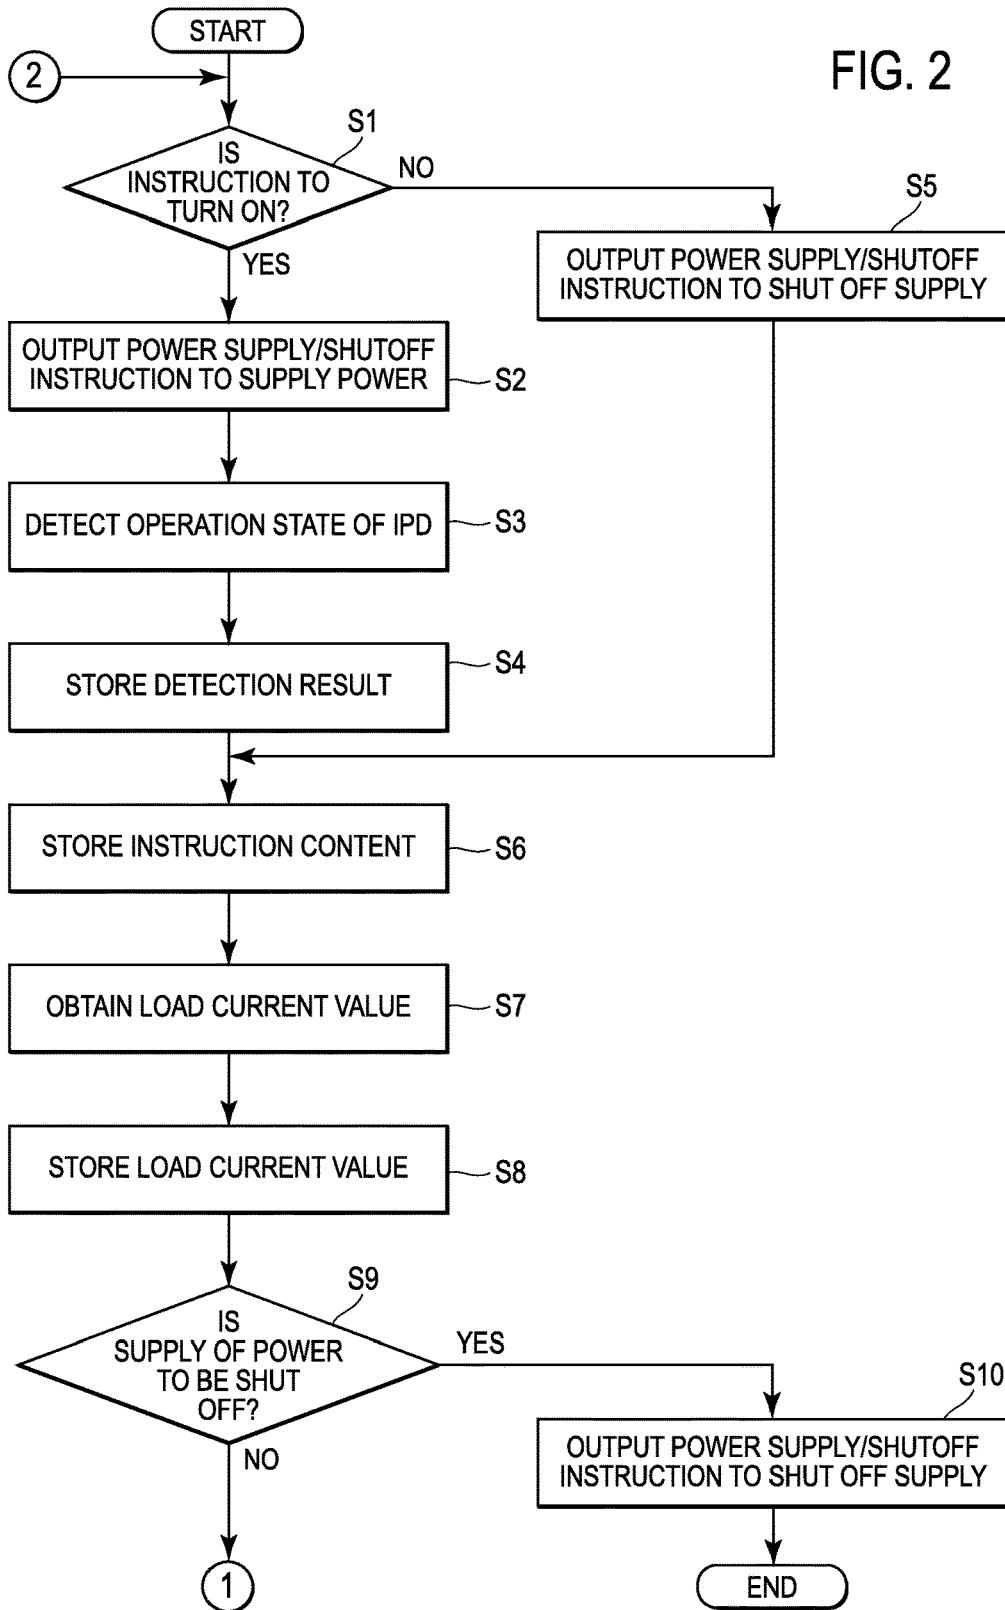 START
2
FIG. 2
S1
IS
INSTRUCTION TO
TURN ON?
NO
YES
S5
OUTPUT POWER SUPPLY/SHUTOFF
INSTRUCTION TO SHUT OFF SUPPLY
OUTPUT POWER SUPPLY/SHUTOFF
INSTRUCTION TO SUPPLY POWER
S2
DETECT OPERATION STATE OF IPD
S3
STORE DETECTION RESULT
S4
STORE INSTRUCTION CONTENT
S6
OBTAIN LOAD CURRENT VALUE
S7
STORE LOAD CURRENT VALUE
S8
S9
IS
SUPPLY OF POWER
TO BE SHUT
OFF?
YES
NO
S10
OUTPUT POWER SUPPLY/SHUTOFF
INSTRUCTION TO SHUT OFF SUPPLY
1
END